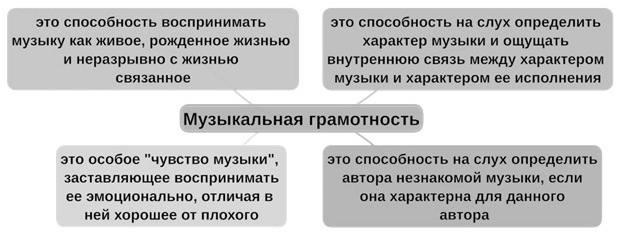 это способность воспринимать
музыку как живое, рожденное жизнью
и неразрывно с жизнью
связанное
это способность на слух определить
характер музыки и ощущать
внутреннюю связь между характером
музыки и характером ее исполнения
Музыкальная грамотность
это особое "чувство музыки",
заставляющее воспринимать
ее эмоционально, отличая в
ней хорошее от плохого
это способность на слух определить
автора незнакомой музыки, если
она характерна для данного
автора